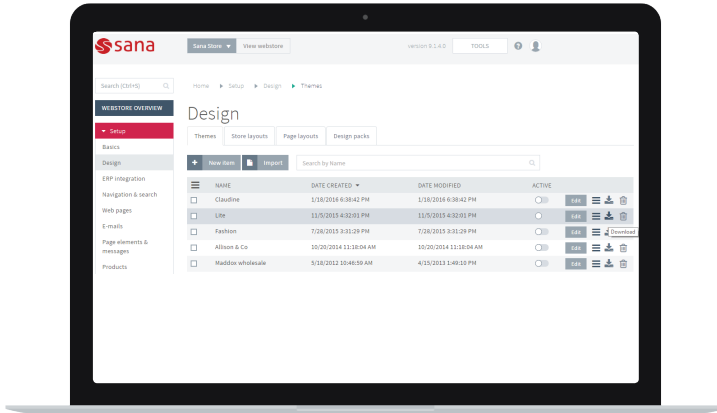 sana
Sana Store View webstore version 9.1.4.0 TOOLS ?
Search (Ctrl+S)
Home Setup Design Themes
WEBSTORE OVERVIEW
Design
Setup
Basics
Design
ERP integration
Navigation & search
Web pages
E-mails
Page elements &
messages
Products
Themes Store layouts Page layouts Design packs
+ New item Import Search by Name
NAME DATE CREATED DATE MODIFIED ACTIVE
Claudine 1/18/2016 6:38:42 PM 1/18/2016 6:38:42 PM Edit
Lite 11/5/2015 4:32:01 PM 11/5/2015 4:32:01 PM Edit
Fashion 7/28/2015 3:31:29 PM 7/28/2015 3:31:29 PM Edit
Download
Allison & Co 10/20/2014 11:18:04 AM 10/20/2014 11:18:04 AM Edit
Maddox wholesale 5/18/2012 10:46:59 AM 4/15/2013 1:49:10 PM Edit